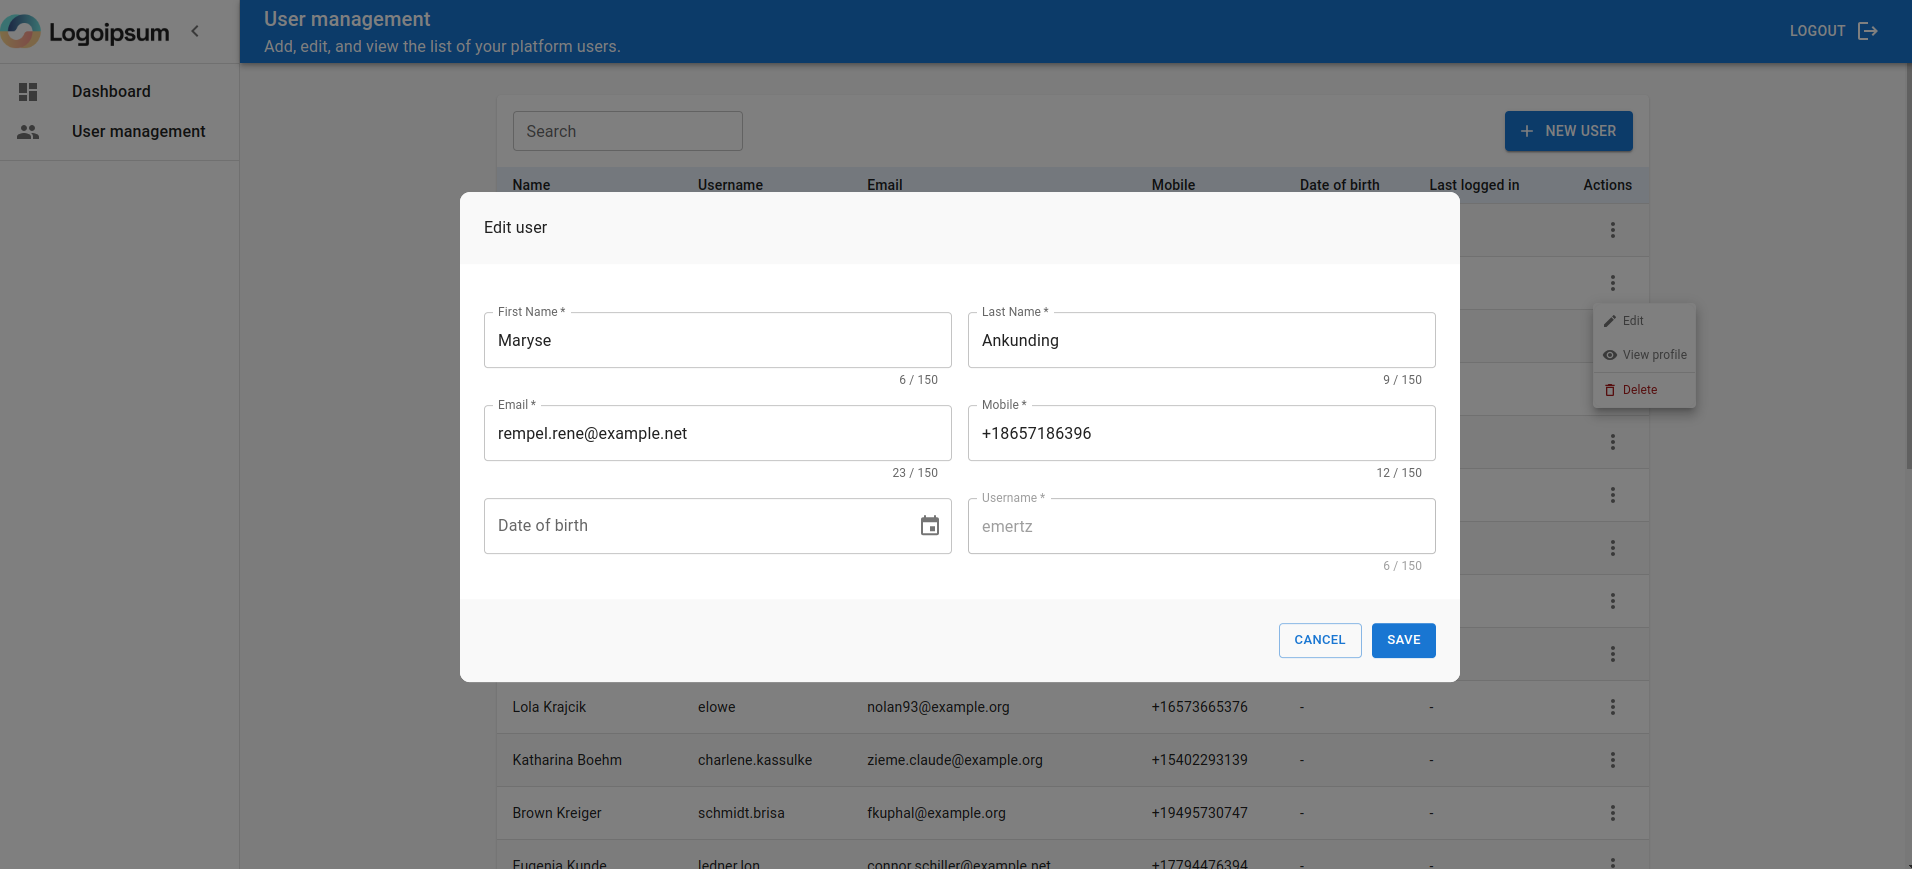 Logoipsum
User management
Add, edit, and view the list of your platform users.
LOGOUT
Dashboard
User management
Search
NEW USER
Name Username Email Mobile Date of birth Last logged in Actions
Edit user
First Name *
Maryse
6 / 150
Last Name *
Ankunding
9 / 150
Email *
rempel.rene@example.net
23 / 150
Mobile *
+18657186396
12 / 150
Date of birth
Username *
emertz
6 / 150
CANCEL
SAVE
Edit
View profile
Delete
Lola Krajcik elowe nolan93@example.org +16573665376 - -
Katharina Boehm charlene.kassulke zieme.claude@example.org +15402293139 - -
Brown Kreiger schmidt.brisa fkuphal@example.org +19495730747 - -
Eugenia Kunde ledner.lon connor.schiller@example.net +17794476394 - -